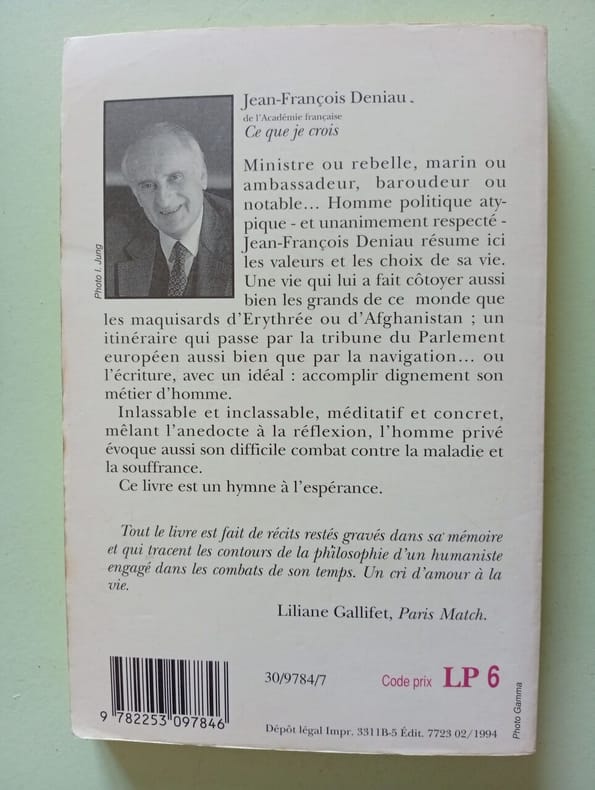 Jean-François Deniau
de l'Académie française
Ce que je crois
Ministre ou rebelle, marin ou
ambassadeur, baroudeur ou
notable... Homme politique aty-
pique - et unanimement respecté -
Jean-François Deniau résume ici
les valeurs et les choix de sa vie.
Une vie qui lui a fait côtoyer aussi
bien les grands de ce monde que
les maquisards d'Erythrée ou d'Afghanistan ; un
itinéraire qui passe par la tribune du Parlement
européen aussi bien que par la navigation... ou
l'écriture, avec un idéal : accomplir dignement son
métier d'homme.
Inlassable et inclassable, méditatif et concret,
mêlant l'anedocte à la réflexion, l'homme privé
évoque aussi son difficile combat contre la maladie et
la souffrance.
Ce livre est un hymne à l'espérance.
Tout le livre est fait de récits restés gravés dans sa mémoire
et qui tracent les contours de la philosophie d'un humaniste
engagé dans les combats de son temps. Un cri d'amour à la
vie.
Liliane Gallifet, Paris Match.
Photo I. Jung
30/9784/7
Code prix LP 6
9 782253 097846
Dépôt légal Impr. 3311B-5 Édit. 7723 02/1994
Photo Gamma